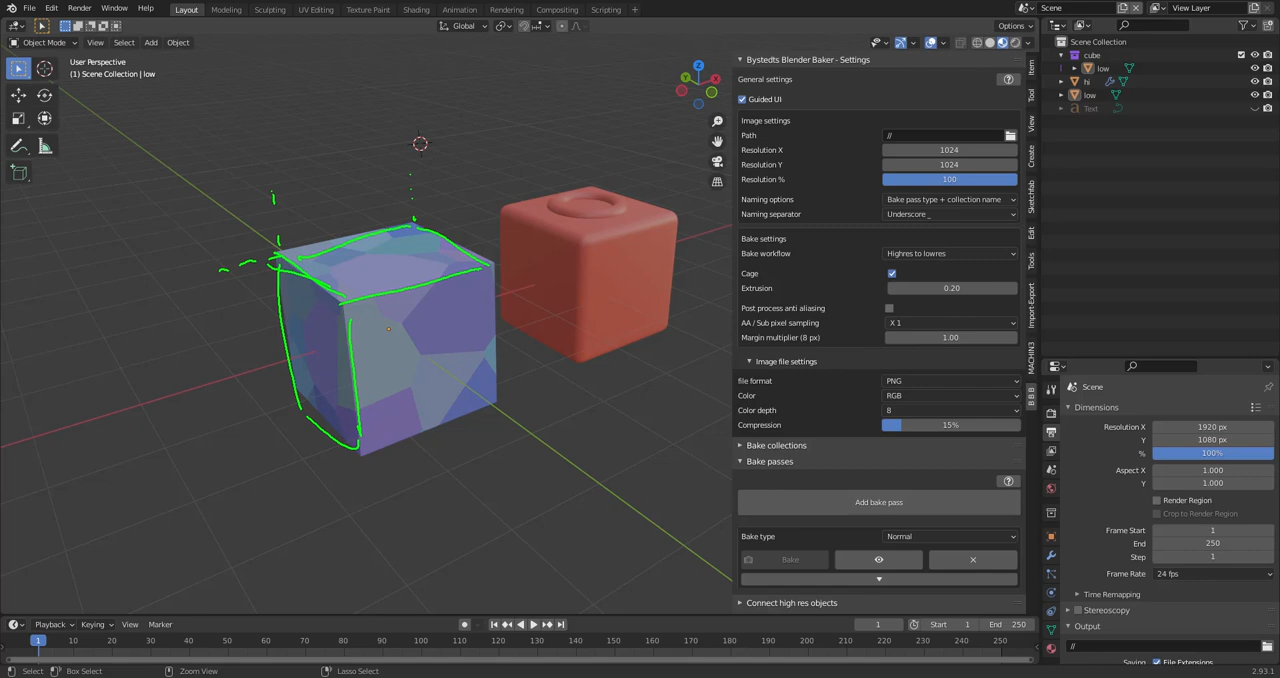 File Edit Render Window Help Layout Modeling Sculpting UV Editing Texture Paint Shading Animation Rendering Compositing Scripting + Scene View Layer
Global Options
Object Mode View Select Add Object
User Perspective
(1) Scene Collection | low
Z
Y
X
Bystedts Blender Baker - Settings
General settings
Guided UI
Image settings
Path //
Resolution X 1024
Resolution Y 1024
Resolution % 100
Naming options Bake pass type + collection name
Naming separator Underscore _
Bake settings
Bake workflow Highres to lowres
Cage
Extrusion 0.20
Post process anti aliasing
AA / Sub pixel sampling X 1
Margin multiplier (8 px) 1.00
Image file settings
file format PNG
Color RGB
Color depth 8
Compression 15%
Bake collections
Bake passes
Add bake pass
Bake type Normal
Bake
Connect high res objects
Item
Tool
View
Create
Sketchfab
Edit
Tools
Import-Export
MACHIN3
B B B
Scene Collection
cube
low
hi
low
Text
Scene
Dimensions
Resolution X 1920 px
Y 1080 px
% 100%
Aspect X 1.000
Y 1.000
Render Region
Crop to Render Region
Frame Start 1
End 250
Step 1
Frame Rate 24 fps
Time Remapping
Stereoscopy
Output
//
Saving File Extensions
Playback Keying View Marker 1 Start 1 End 250
1 10 20 30 40 50 60 70 80 90 100 110 120 130 140 150 160 170 180 190 200 210 220 230 240 250
Select Box Select Zoom View Lasso Select 2.93.1